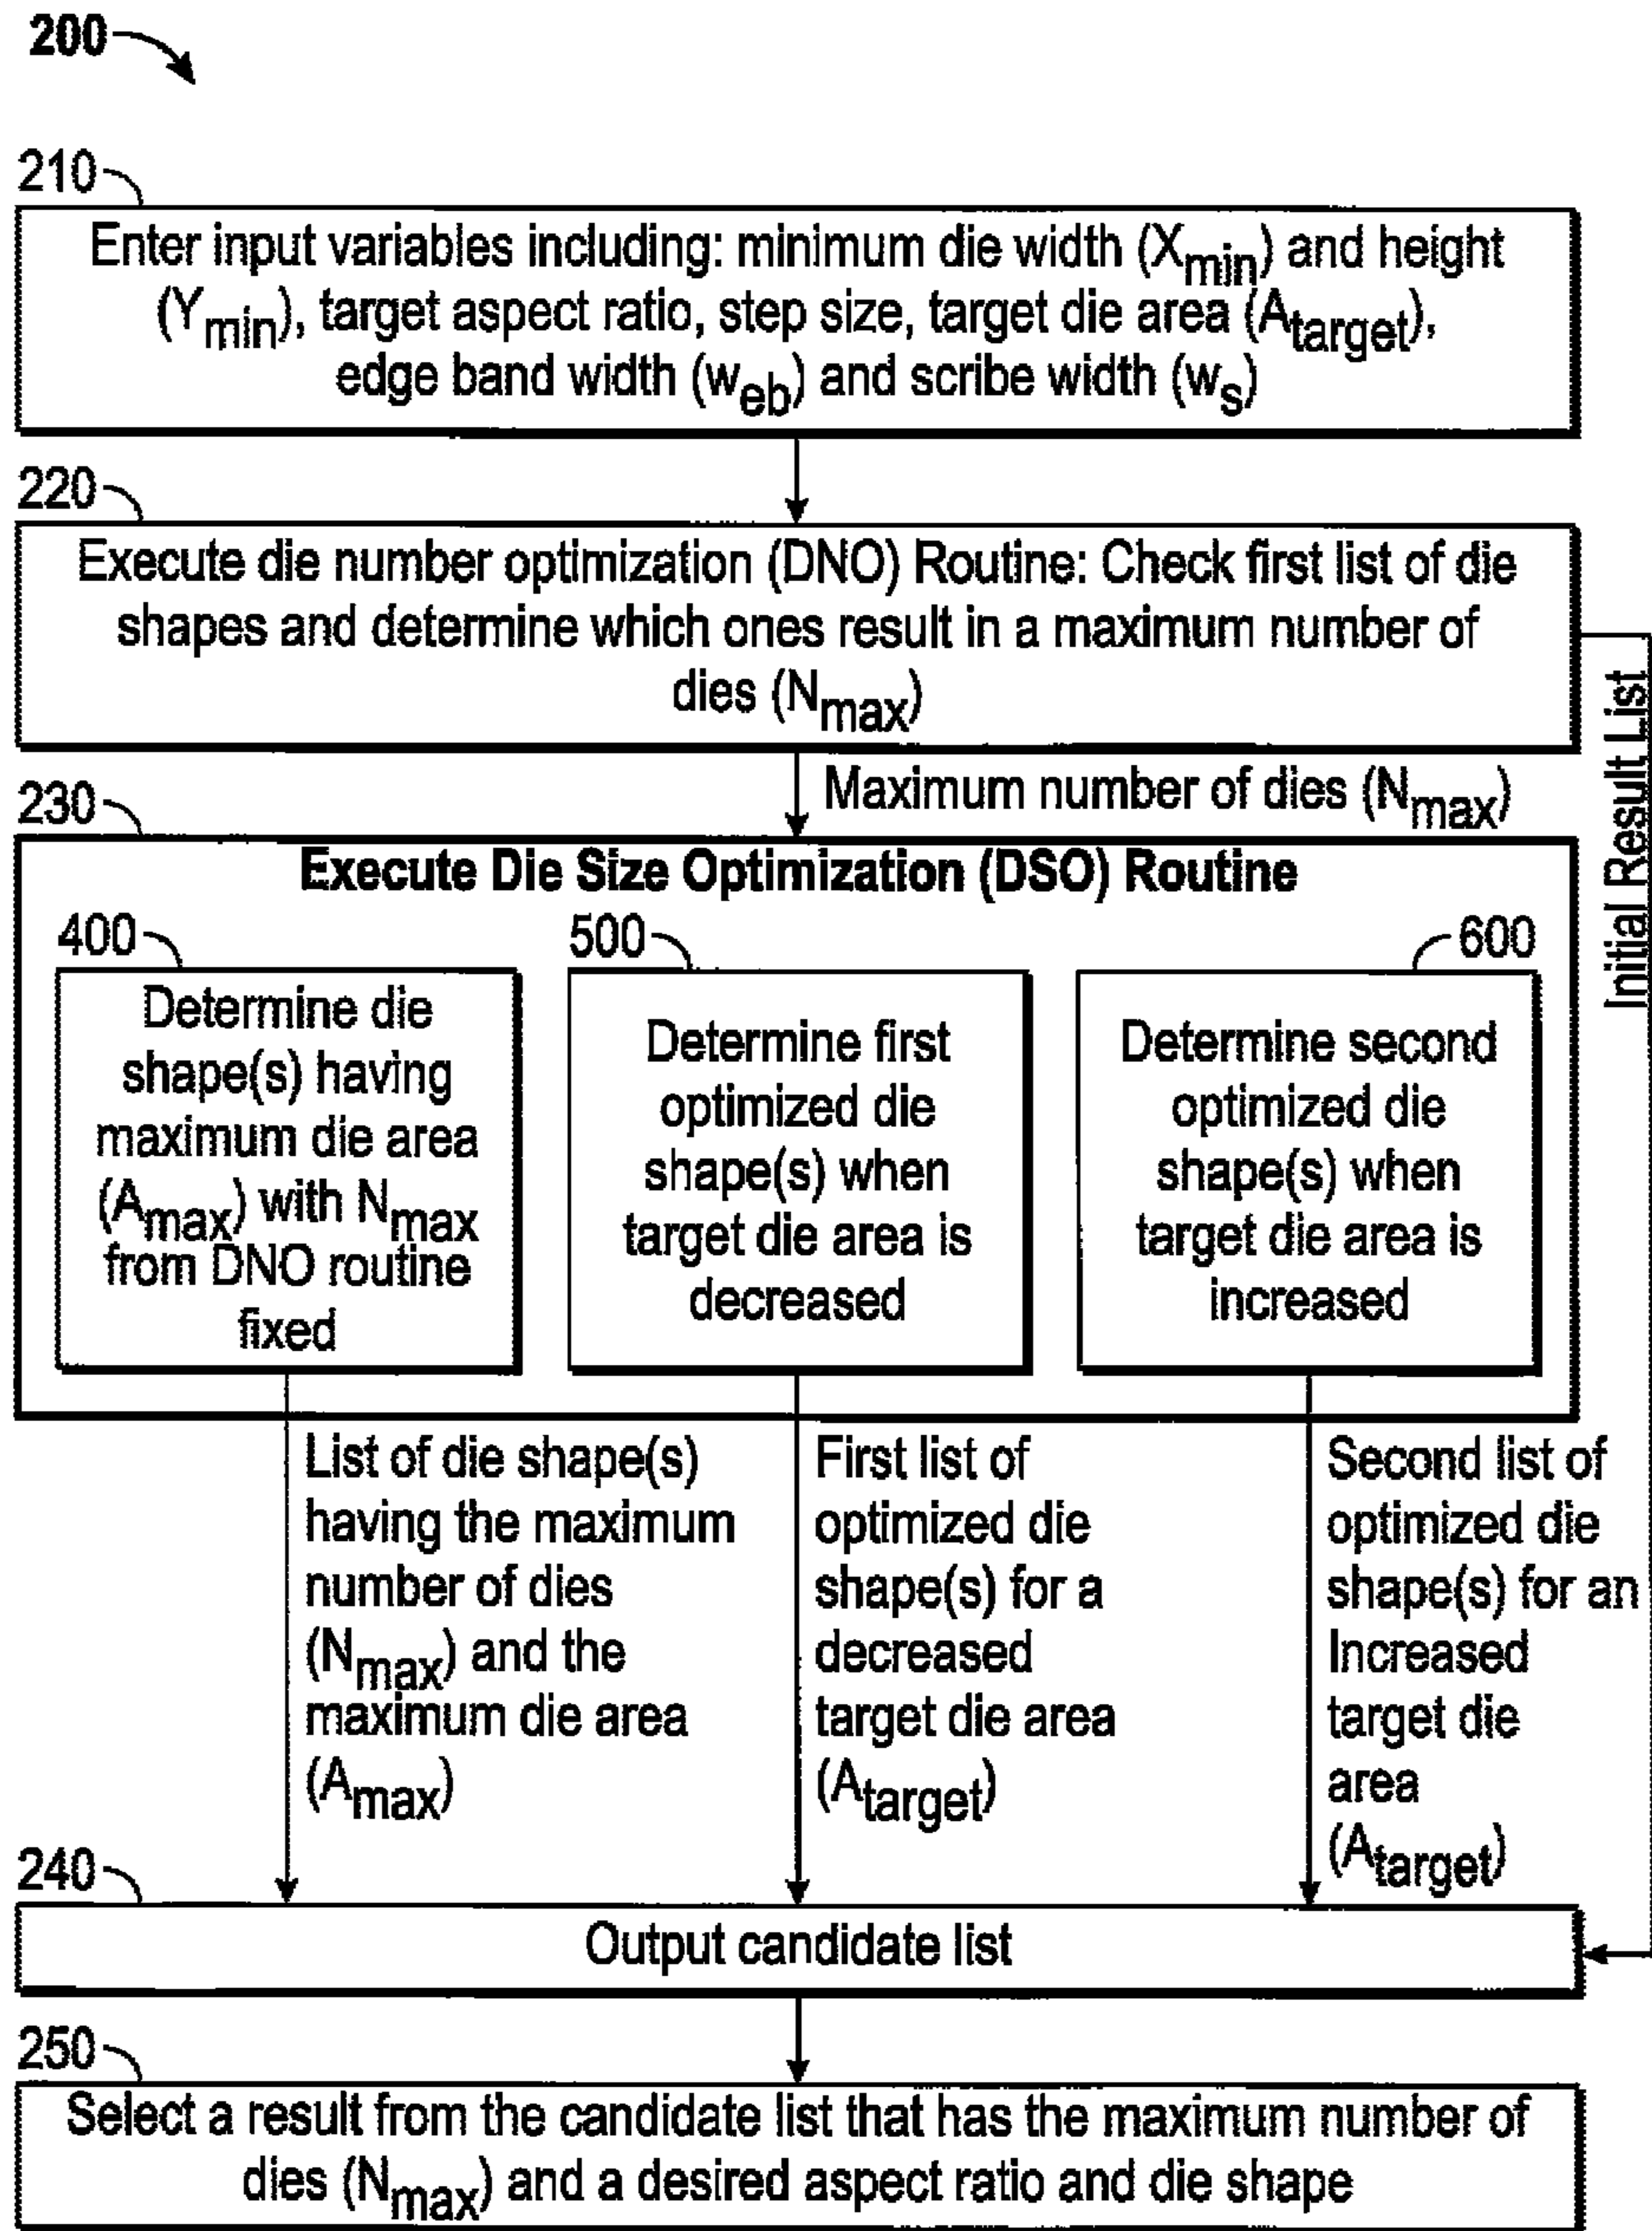 200
210
Enter input variables including: minimum die width (Xmin) and height
(Ymin), target aspect ratio, step size, target die area (Atarget),
edge band width (web) and scribe width (ws)
220
Execute die number optimization (DNO) Routine: Check first list of die
shapes and determine which ones result in a maximum number of
dies (Nmax)
Initial Result List
Maximum number of dies (Nmax)
230
Execute Die Size Optimization (DSO) Routine
400
Determine die
shape(s) having
maximum die area
(Amax) with Nmax
from DNO routine
fixed
500
Determine first
optimized die
shape(s) when
target die area is
decreased
600
Determine second
optimized die
shape(s) when
target die area is
increased
List of die shape(s)
having the maximum
number of dies
(Nmax) and the
maximum die area
(Amax)
First list of
optimized die
shape(s) for a
decreased
target die area
(Atarget)
Second list of
optimized die
shape(s) for an
Increased
target die
area
(Atarget)
240
Output candidate list
250
Select a result from the candidate list that has the maximum number of
dies (Nmax) and a desired aspect ratio and die shape